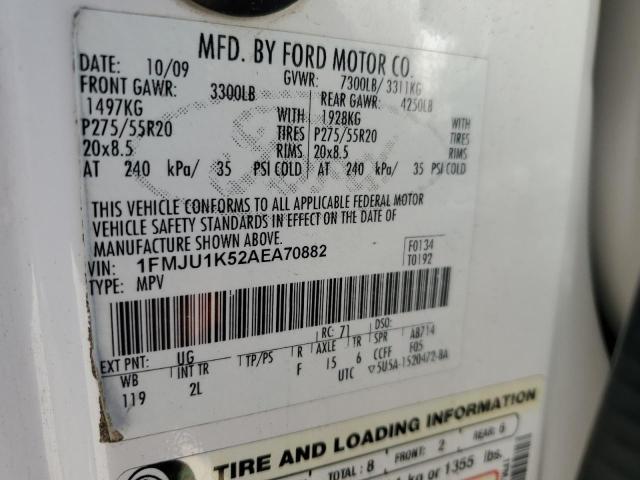 MFD. BY FORD MOTOR CO.
DATE: 10/09 GVWR: 7300LB/ 3311KG
FRONT GAWR: 3300LB REAR GAWR: 4250LB
1497KG WITH 1928KG WITH
P275/55R20 TIRES P275/55R20 TIRES
20x8.5 RIMS 20x8.5 RIMS
AT 240 kPa/ 35 PSI COLD AT 240 kPa/ 35 PSI COLD
THIS VEHICLE CONFORMS TO ALL APPLICABLE FEDERAL MOTOR
VEHICLE SAFETY STANDARDS IN EFFECT ON THE DATE OF
MANUFACTURE SHOWN ABOVE.
VIN: 1FMJU1K52AEA70882 F0134
TYPE: MPV T0192
RC: 71 DSO:
EXT PNT: UG R AXLE TR SPR A8714
WB INT TR TP/PS F 15 6 CCFF F05
119 2L UTC ▽5U5A-1520472-BA
TIRE AND LOADING INFORMATION
TOTAL: 8 FRONT: 2 REAR: 6
kg or 1355 lbs.